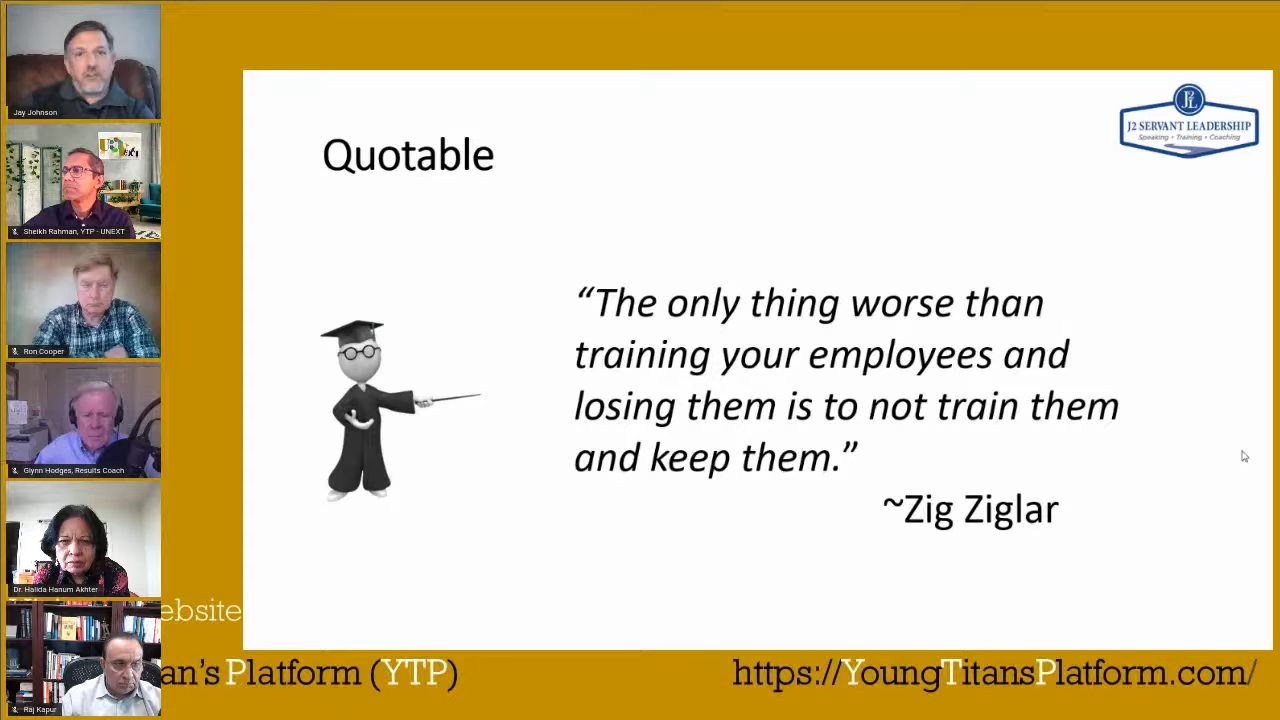 Jay Johnson
Sheikh Rahman, YTP - UNEXT
Ron Cooper
Glynn Hodges, Results Coach
Dr. Halida Hanum Akhter
Raj Kapur
J2 SERVANT LEADERSHIP
Speaking • Training • Coaching
Quotable
“The only thing worse than
training your employees and
losing them is to not train them
and keep them.”
~Zig Ziglar
ebsite
an’s Platform (YTP)
https://YoungTitansPlatform.com/